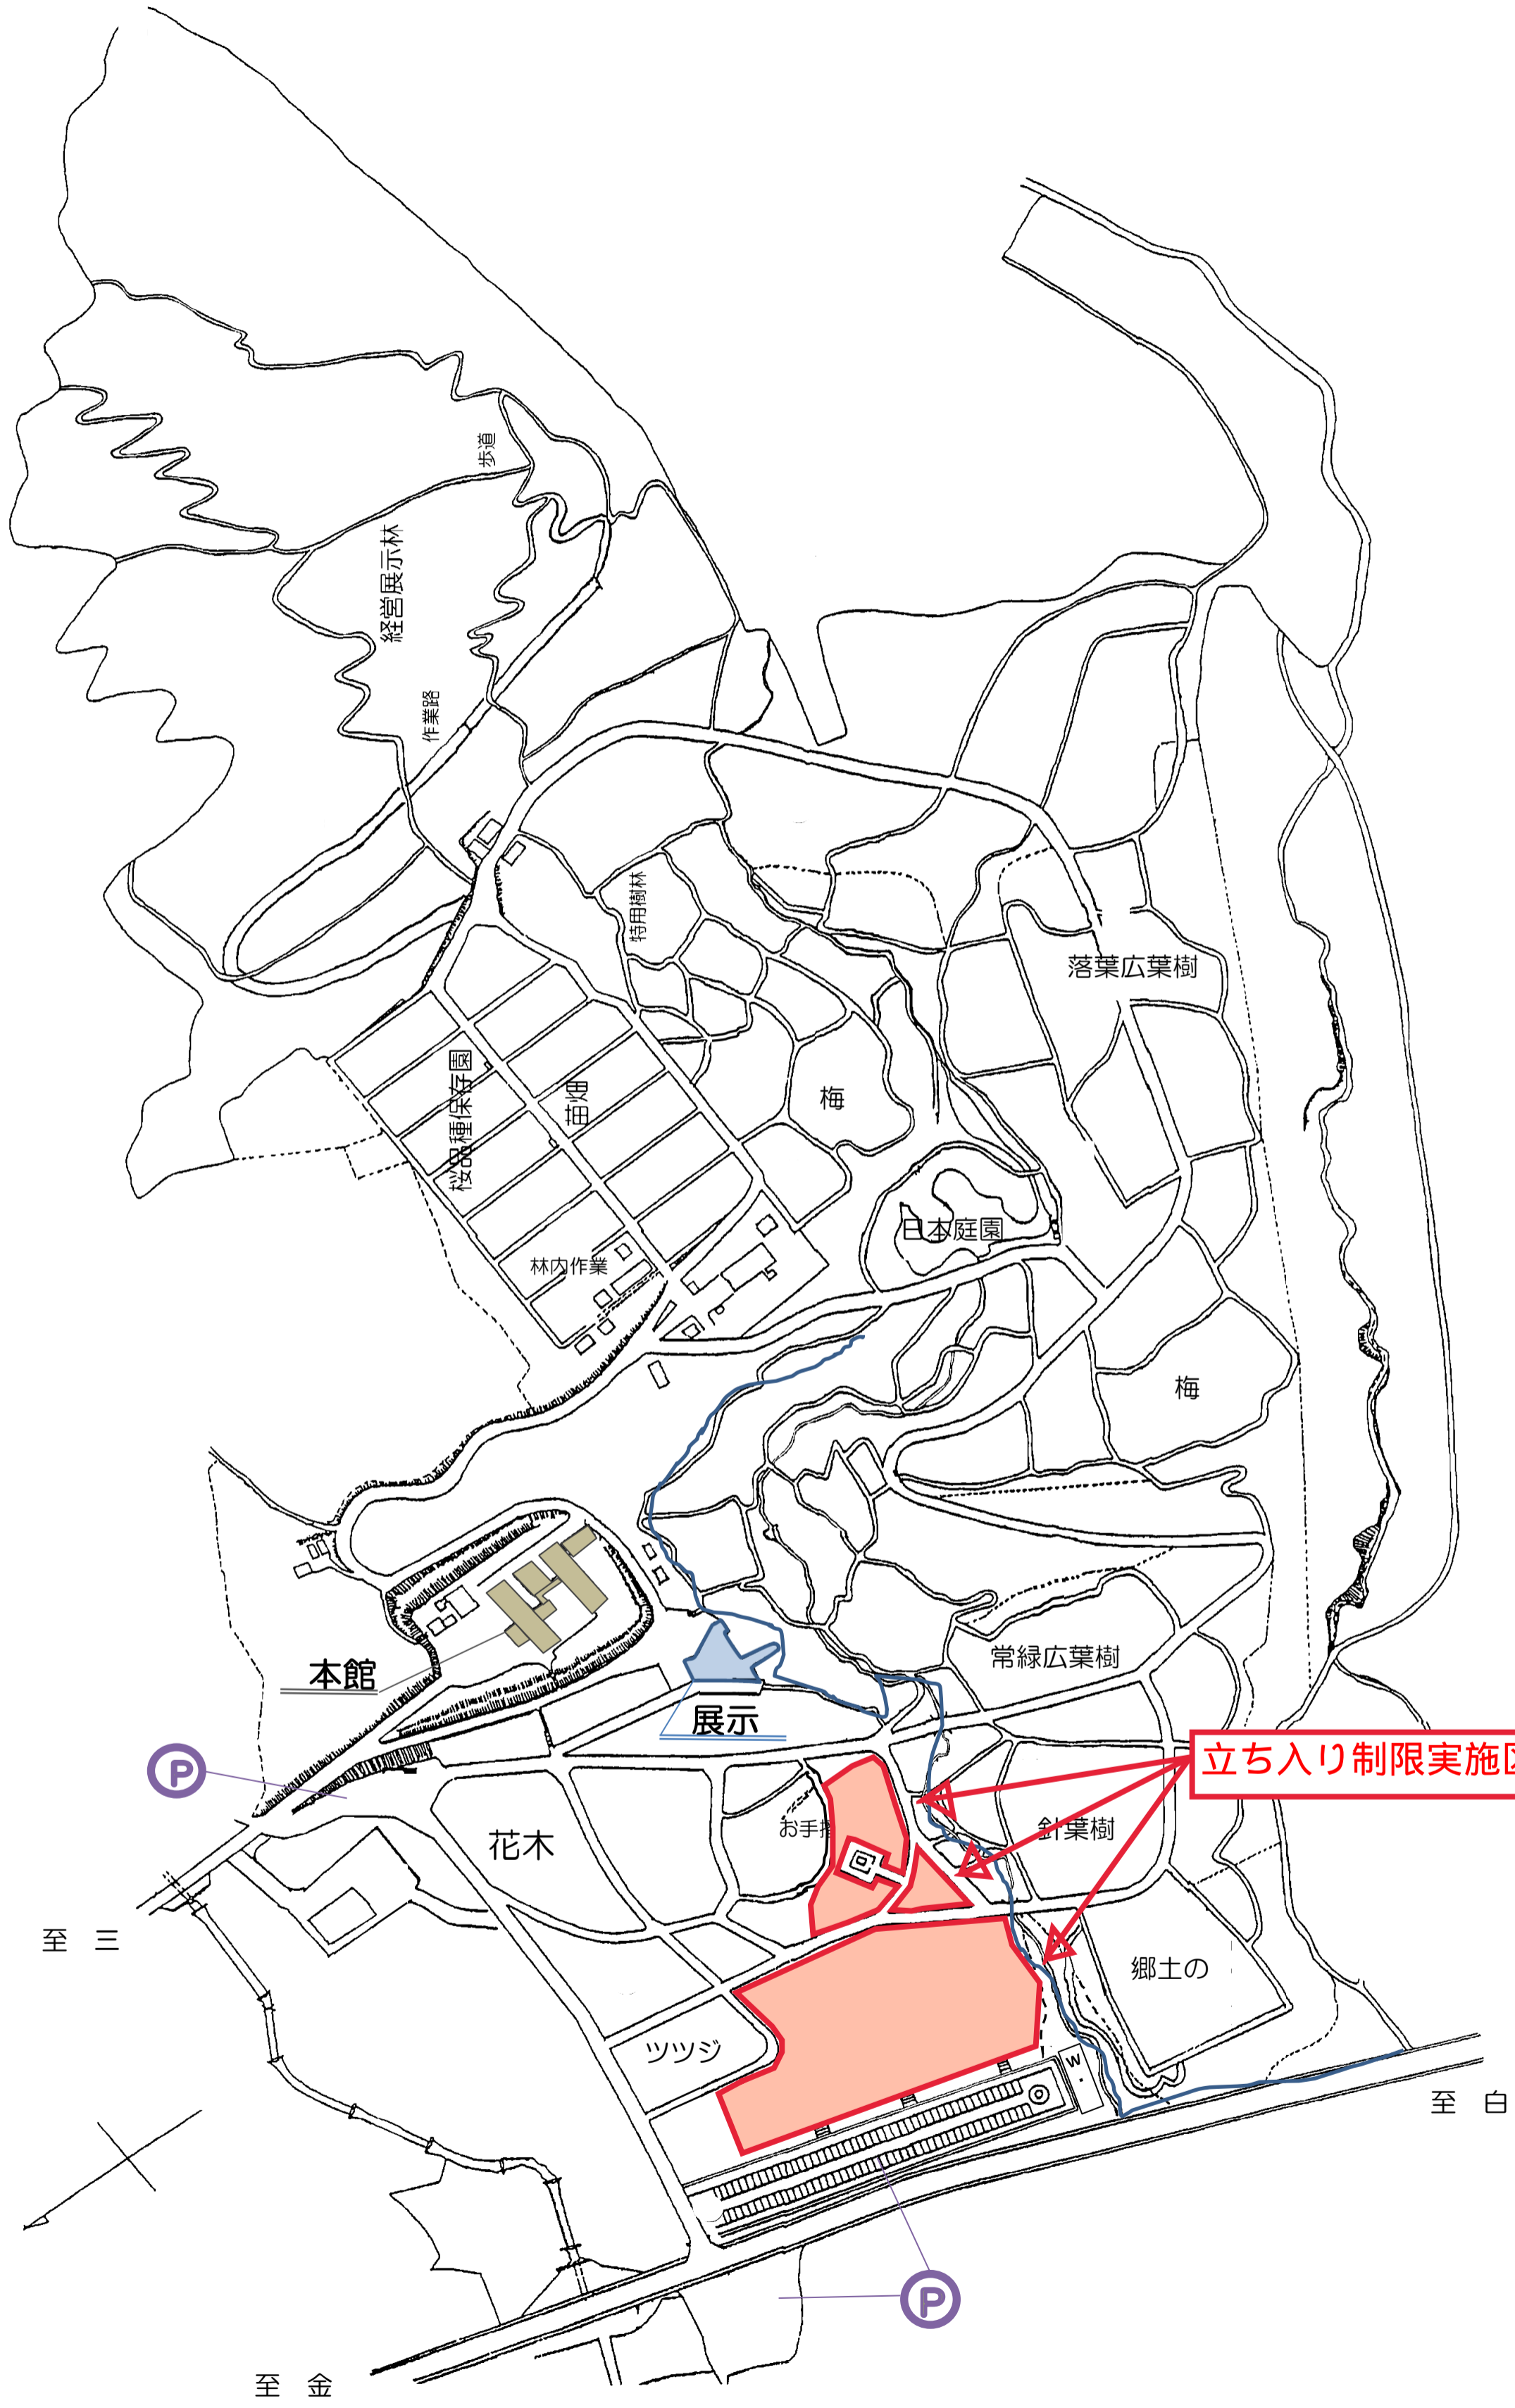 歩道
経営展示林
作業路
特用樹林
落葉広葉樹
桜品種保存園
苗畑
梅
日本庭園
林内作業
梅
本館
展示
常緑広葉樹
P
立ち入り制限実施区
花木
お手
針葉樹
至 三
郷土の
ツツジ
W.
至 白
P
至 金